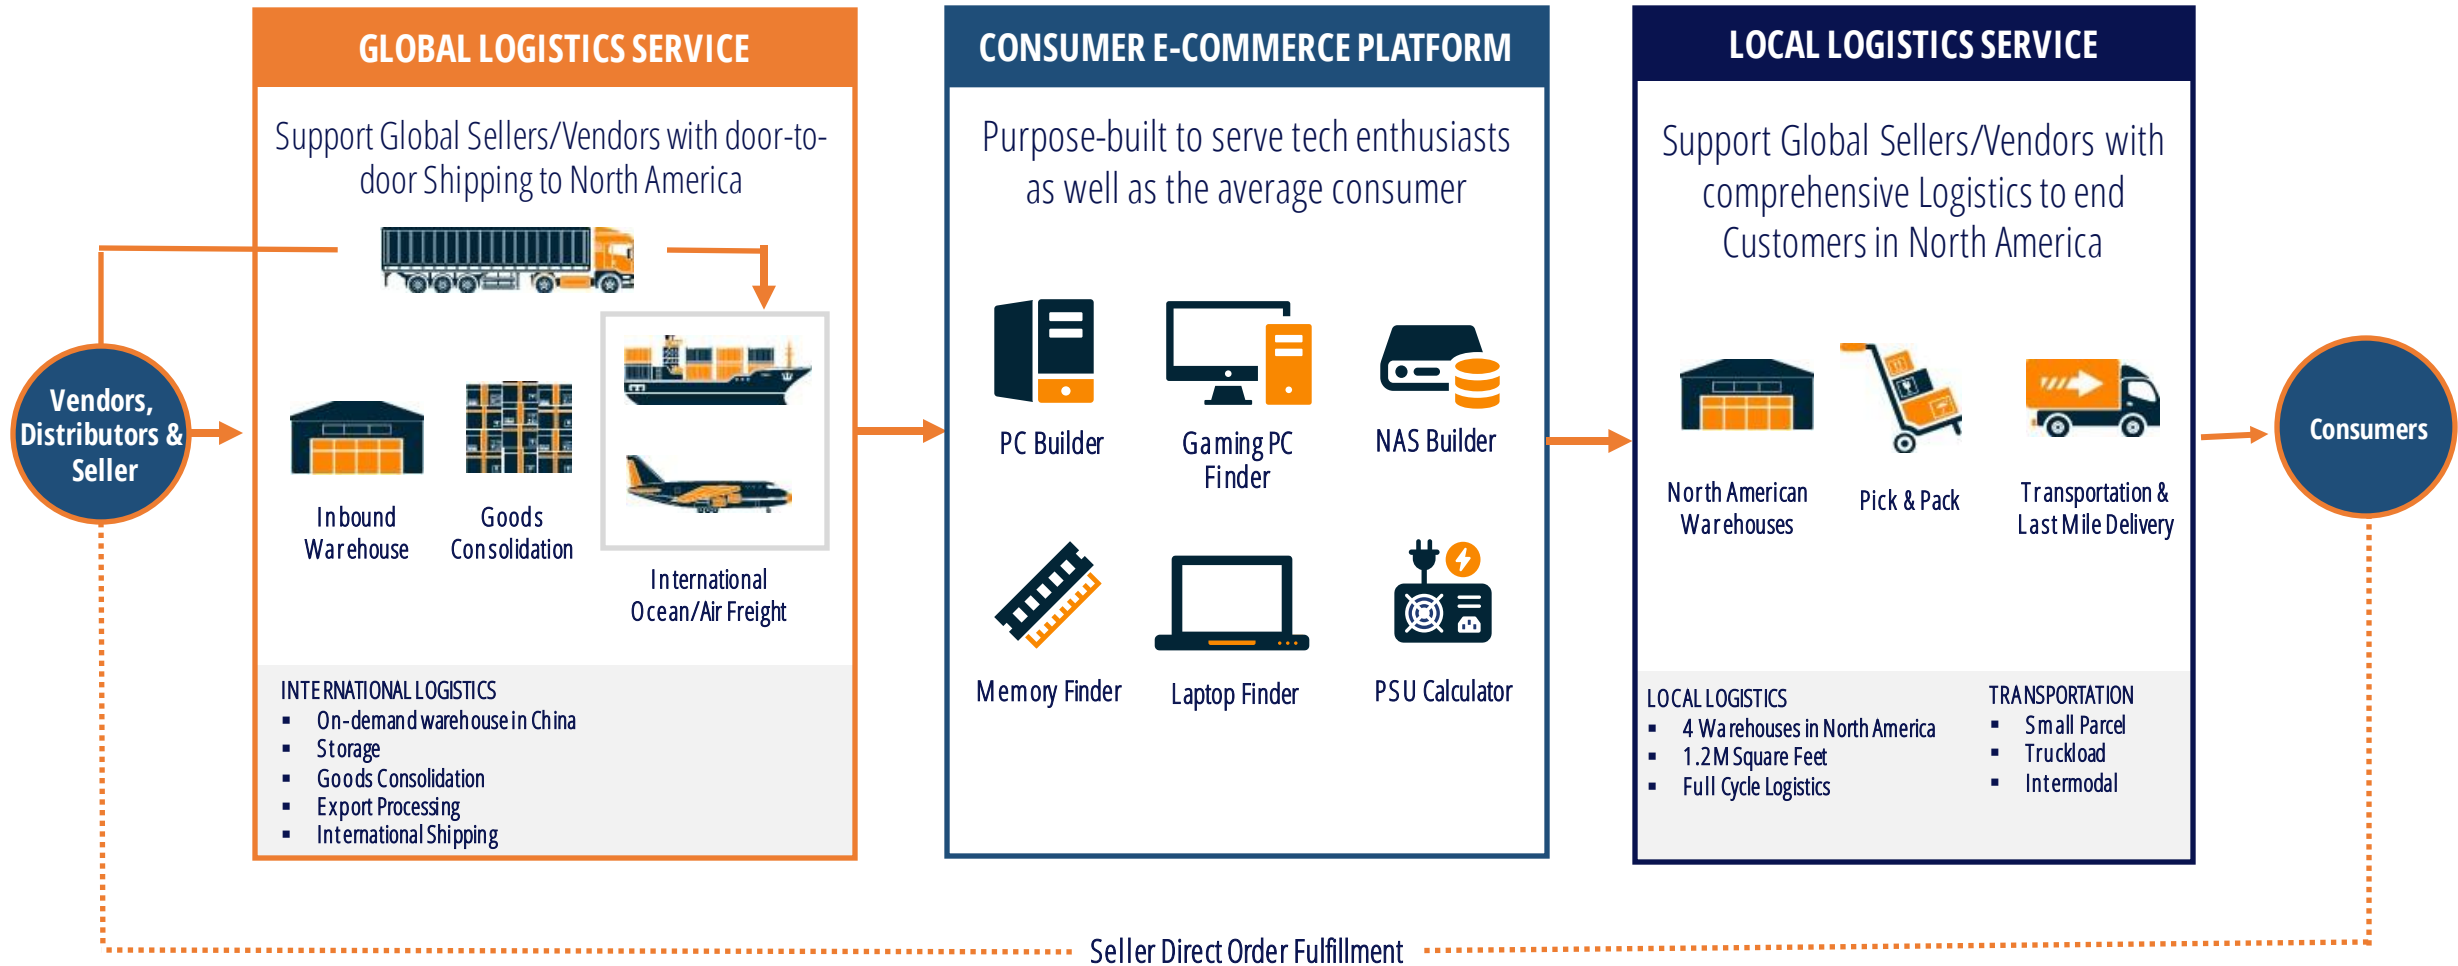 Vendors,
Distributors &
Seller
GLOBAL LOGISTICS SERVICE
Support Global Sellers/Vendors with door-to-
door Shipping to North America
Inbound
Warehouse
Goods
Consolidation
International
Ocean/Air Freight
INTERNATIONAL LOGISTICS
▪ On-demand warehouse in China
▪ Storage
▪ Goods Consolidation
▪ Export Processing
▪ International Shipping
CONSUMER E-COMMERCE PLATFORM
Purpose-built to serve tech enthusiasts
as well as the average consumer
PC Builder
Gaming PC
Finder
NAS Builder
Memory Finder
Laptop Finder
PSU Calculator
LOCAL LOGISTICS SERVICE
Support Global Sellers/Vendors with
comprehensive Logistics to end
Customers in North America
North American
Warehouses
Pick & Pack
Transportation &
Last Mile Delivery
LOCAL LOGISTICS
▪ 4 Warehouses in North America
▪ 1.2M Square Feet
▪ Full Cycle Logistics
TRANSPORTATION
▪ Small Parcel
▪ Truckload
▪ Intermodal
Consumers
Seller Direct Order Fulfillment